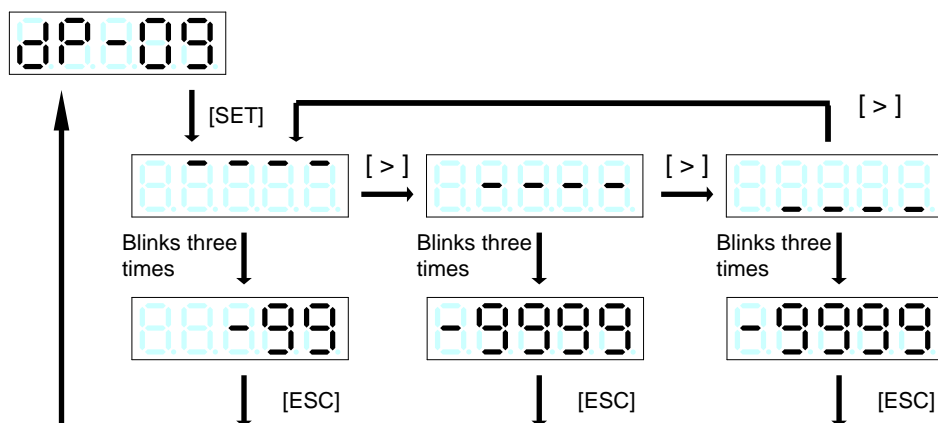 dP-09
[SET]
[ > ]
- - - -
[ > ]
- - - -
[ > ]
_ _ _ _
Blinks three
times
Blinks three
times
Blinks three
times
-99
-9999
-9999
[ESC]
[ESC]
[ESC]